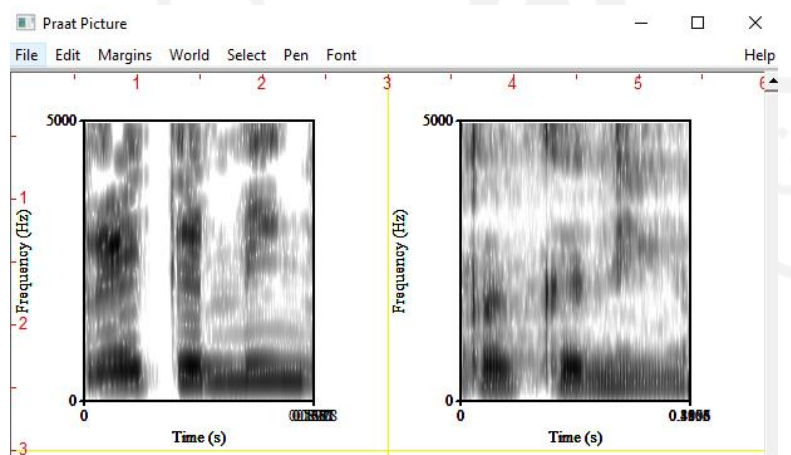 Praat Picture
File Edit Margins World Select Pen Font Help
1 2 3 4 5 6
5000 5000
1
Frequency (Hz) Frequency (Hz)
2
0 0
0 0
Time (s) Time (s)
3